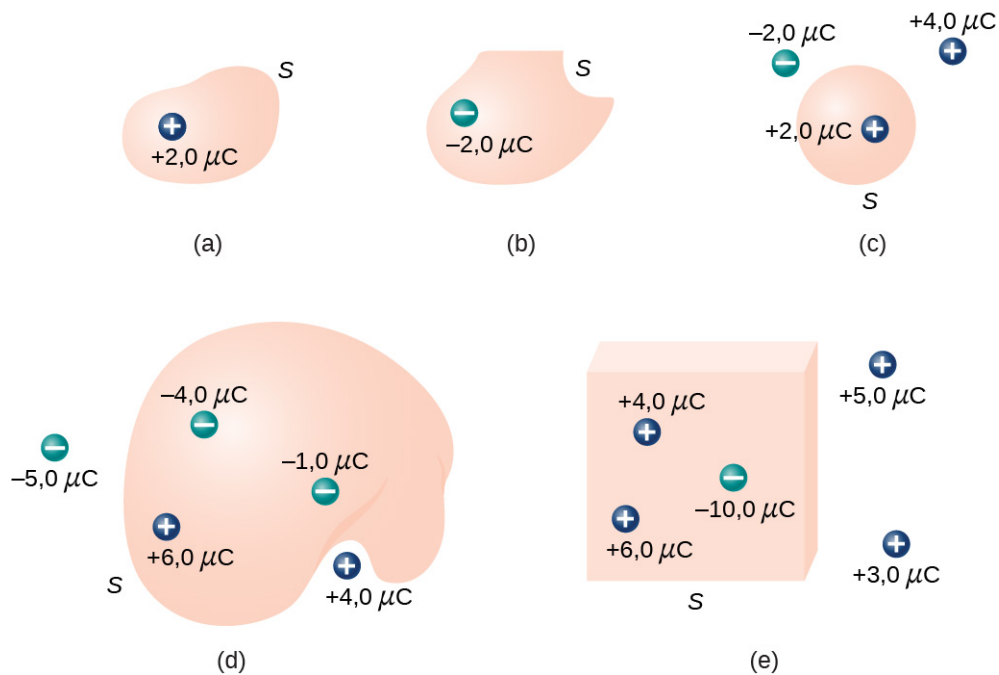 S
+2,0 μC
(a)
S
–2,0 μC
(b)
–2,0 μC
+4,0 μC
+2,0 μC
S
(c)
–4,0 μC
–1,0 μC
–5,0 μC
+6,0 μC
S
+4,0 μC
(d)
+5,0 μC
+4,0 μC
–10,0 μC
+6,0 μC
+3,0 μC
S
(e)